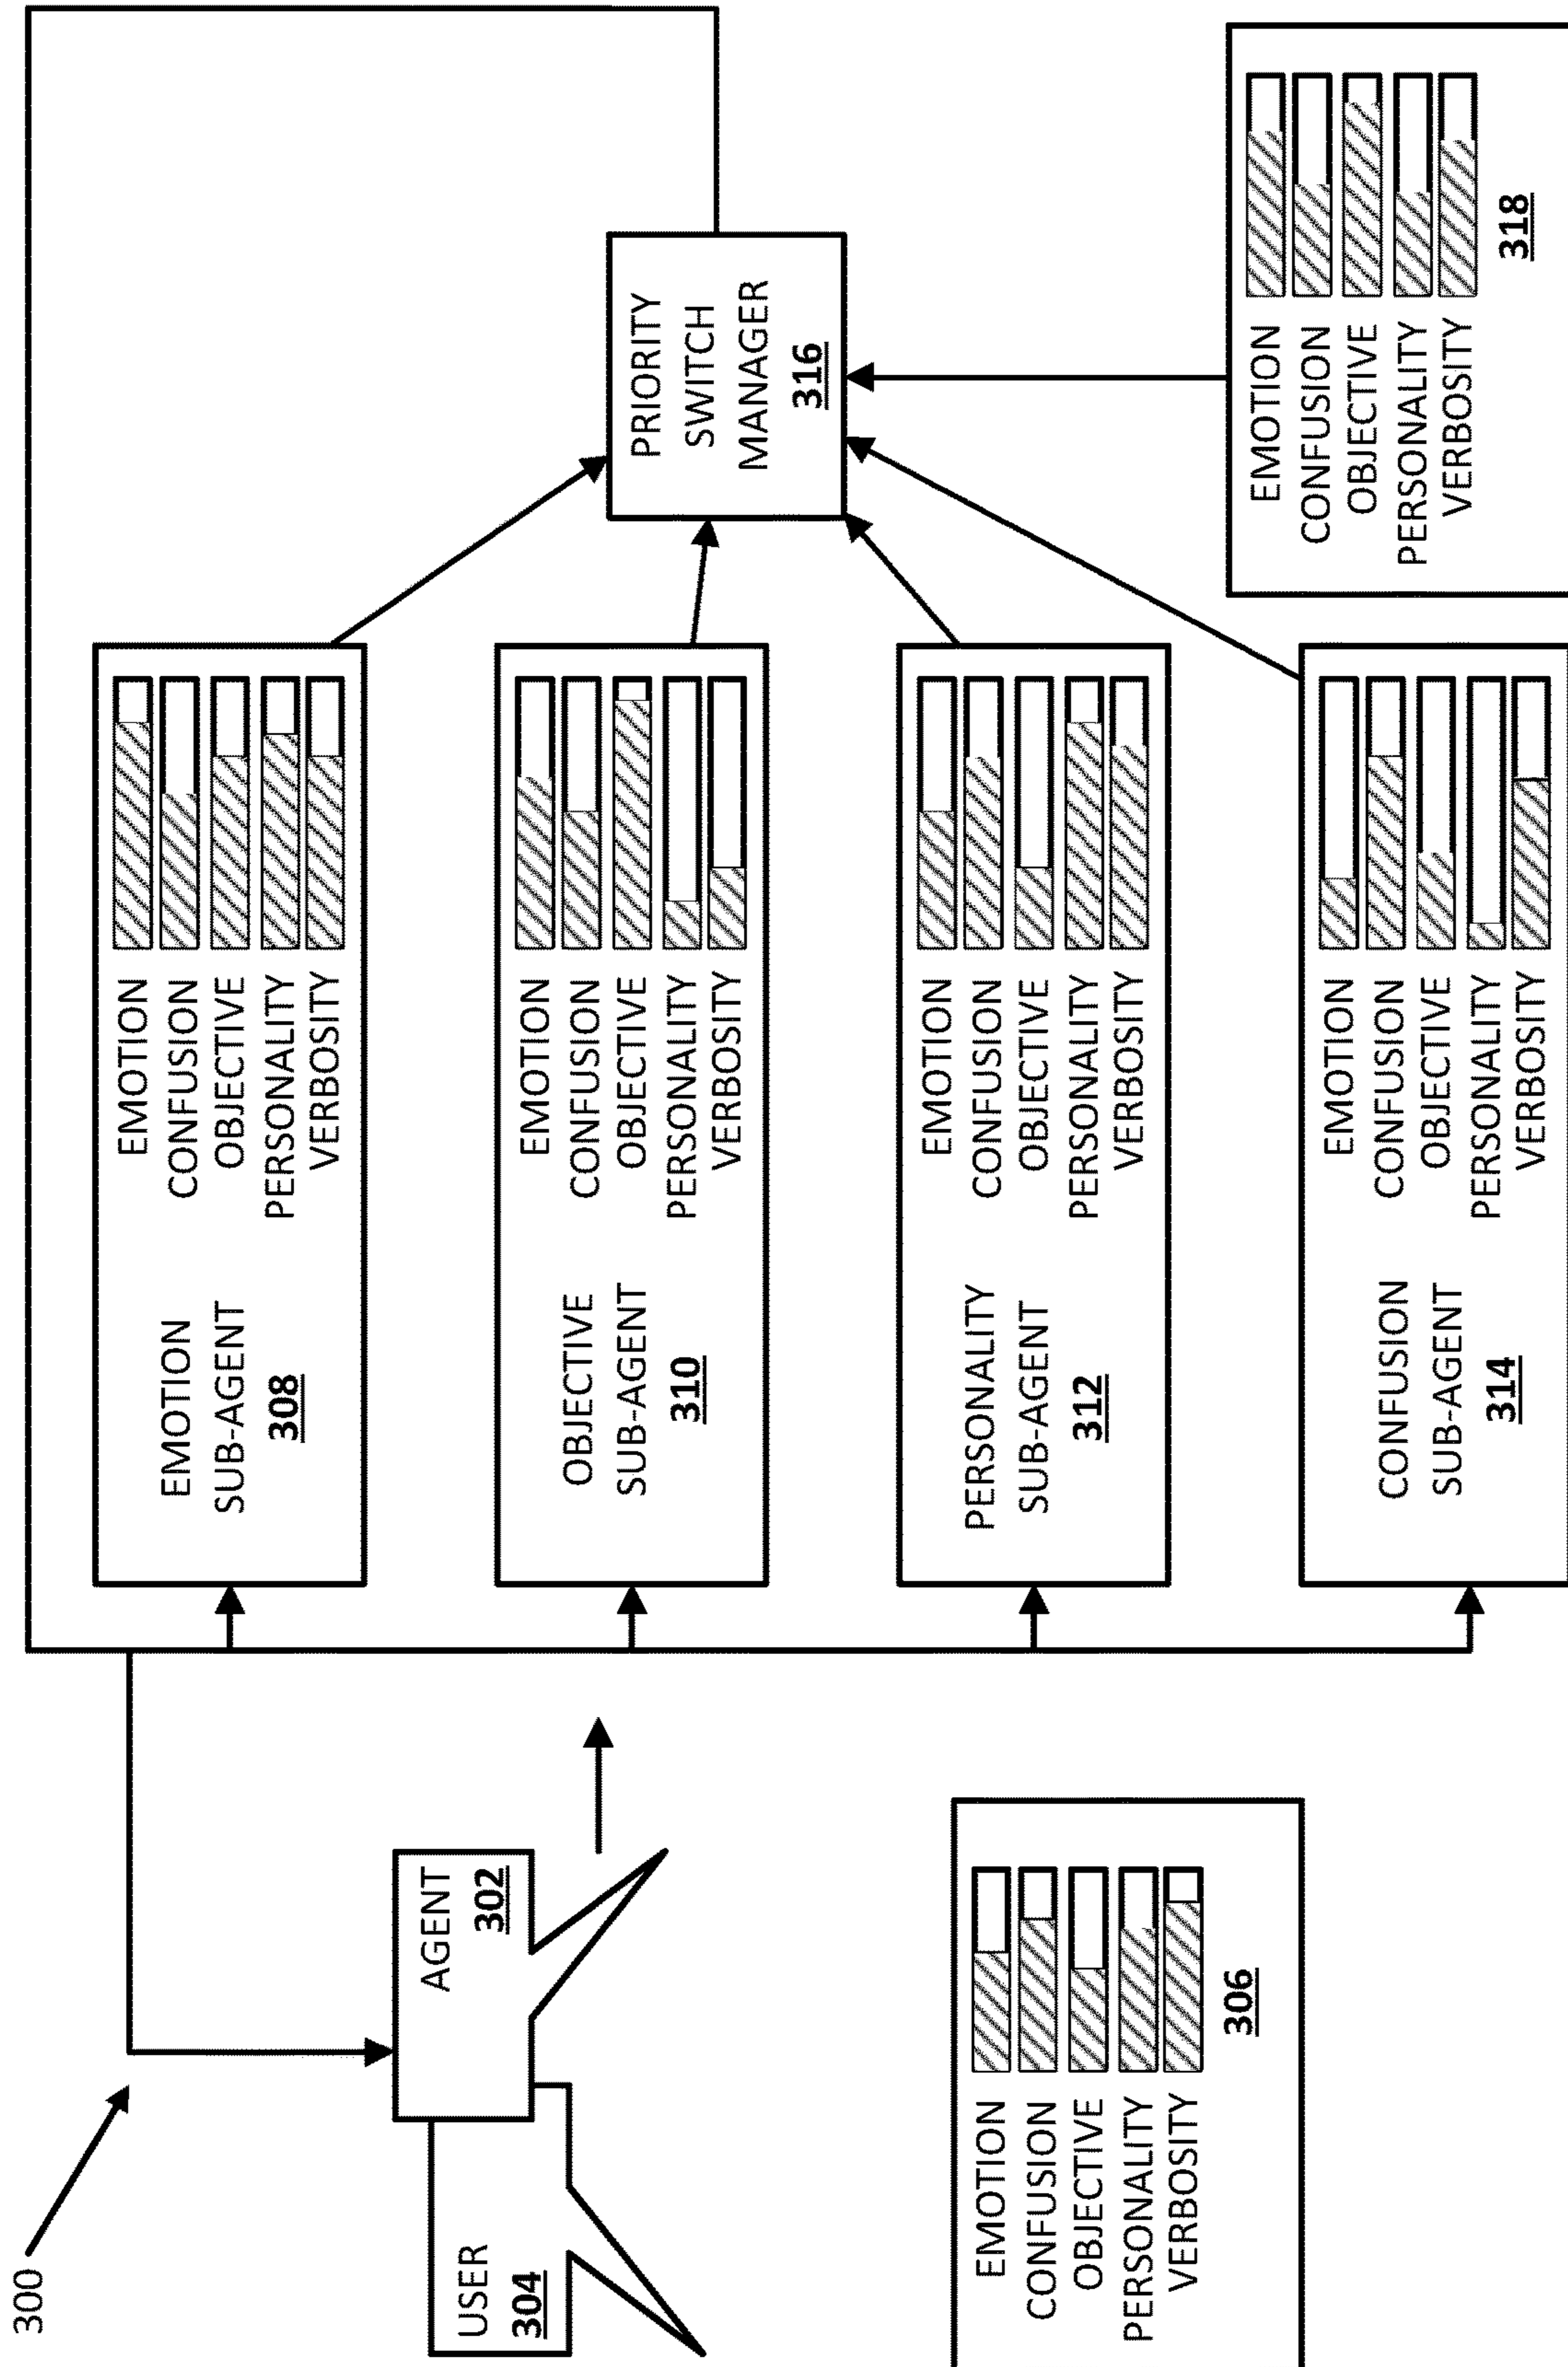 300
USER
304
AGENT
302
EMOTION
CONFUSION
OBJECTIVE
PERSONALITY
VERBOSITY
306
EMOTION
SUB-AGENT
308
EMOTION
CONFUSION
OBJECTIVE
PERSONALITY
VERBOSITY
OBJECTIVE
SUB-AGENT
310
EMOTION
CONFUSION
OBJECTIVE
PERSONALITY
VERBOSITY
PERSONALITY
SUB-AGENT
312
EMOTION
CONFUSION
OBJECTIVE
PERSONALITY
VERBOSITY
CONFUSION
SUB-AGENT
314
EMOTION
CONFUSION
OBJECTIVE
PERSONALITY
VERBOSITY
PRIORITY
SWITCH
MANAGER
316
EMOTION
CONFUSION
OBJECTIVE
PERSONALITY
VERBOSITY
318